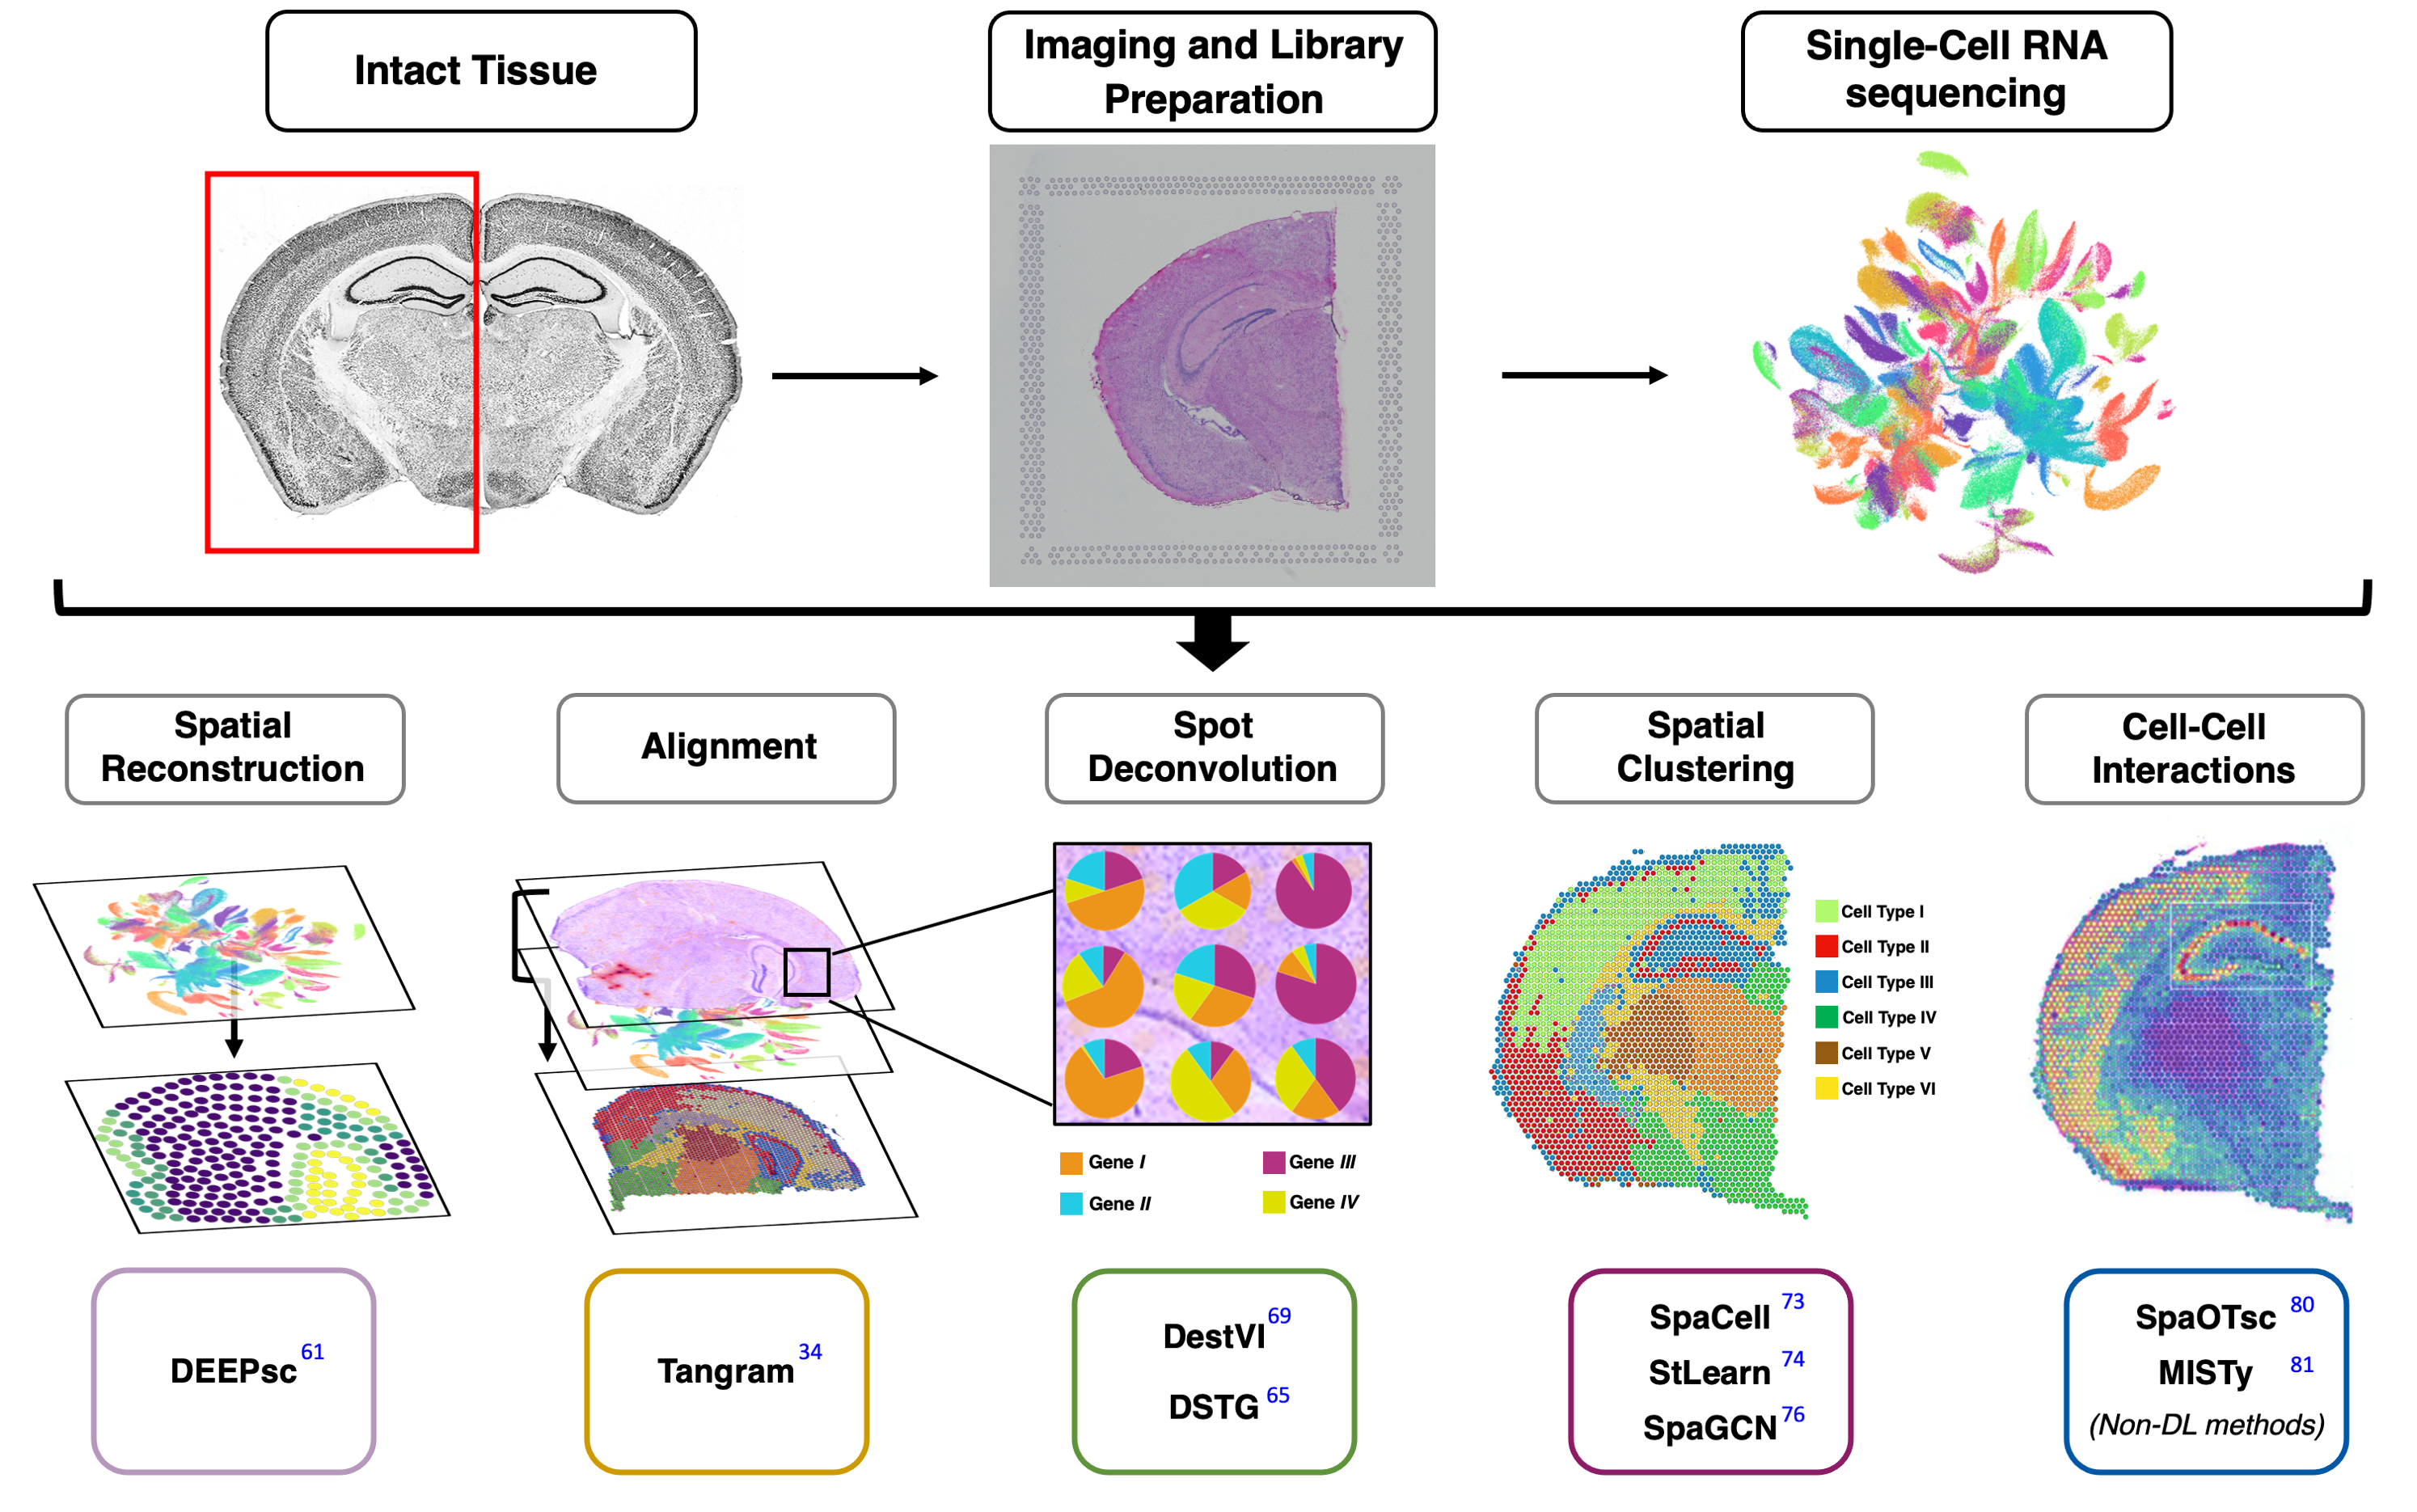 Intact Tissue
Imaging and Library
Preparation
Single-Cell RNA
sequencing
Spatial
Reconstruction
Alignment
Spot
Deconvolution
Spatial
Clustering
Cell-Cell
Interactions
Gene I
Gene III
Gene II
Gene IV
Cell Type I
Cell Type II
Cell Type III
Cell Type IV
Cell Type V
Cell Type VI
DEEPsc 61
Tangram 34
DestVI 69
DSTG 65
SpaCell 73
StLearn 74
SpaGCN 76
SpaOTsc 80
MISTy 81
(Non-DL methods)